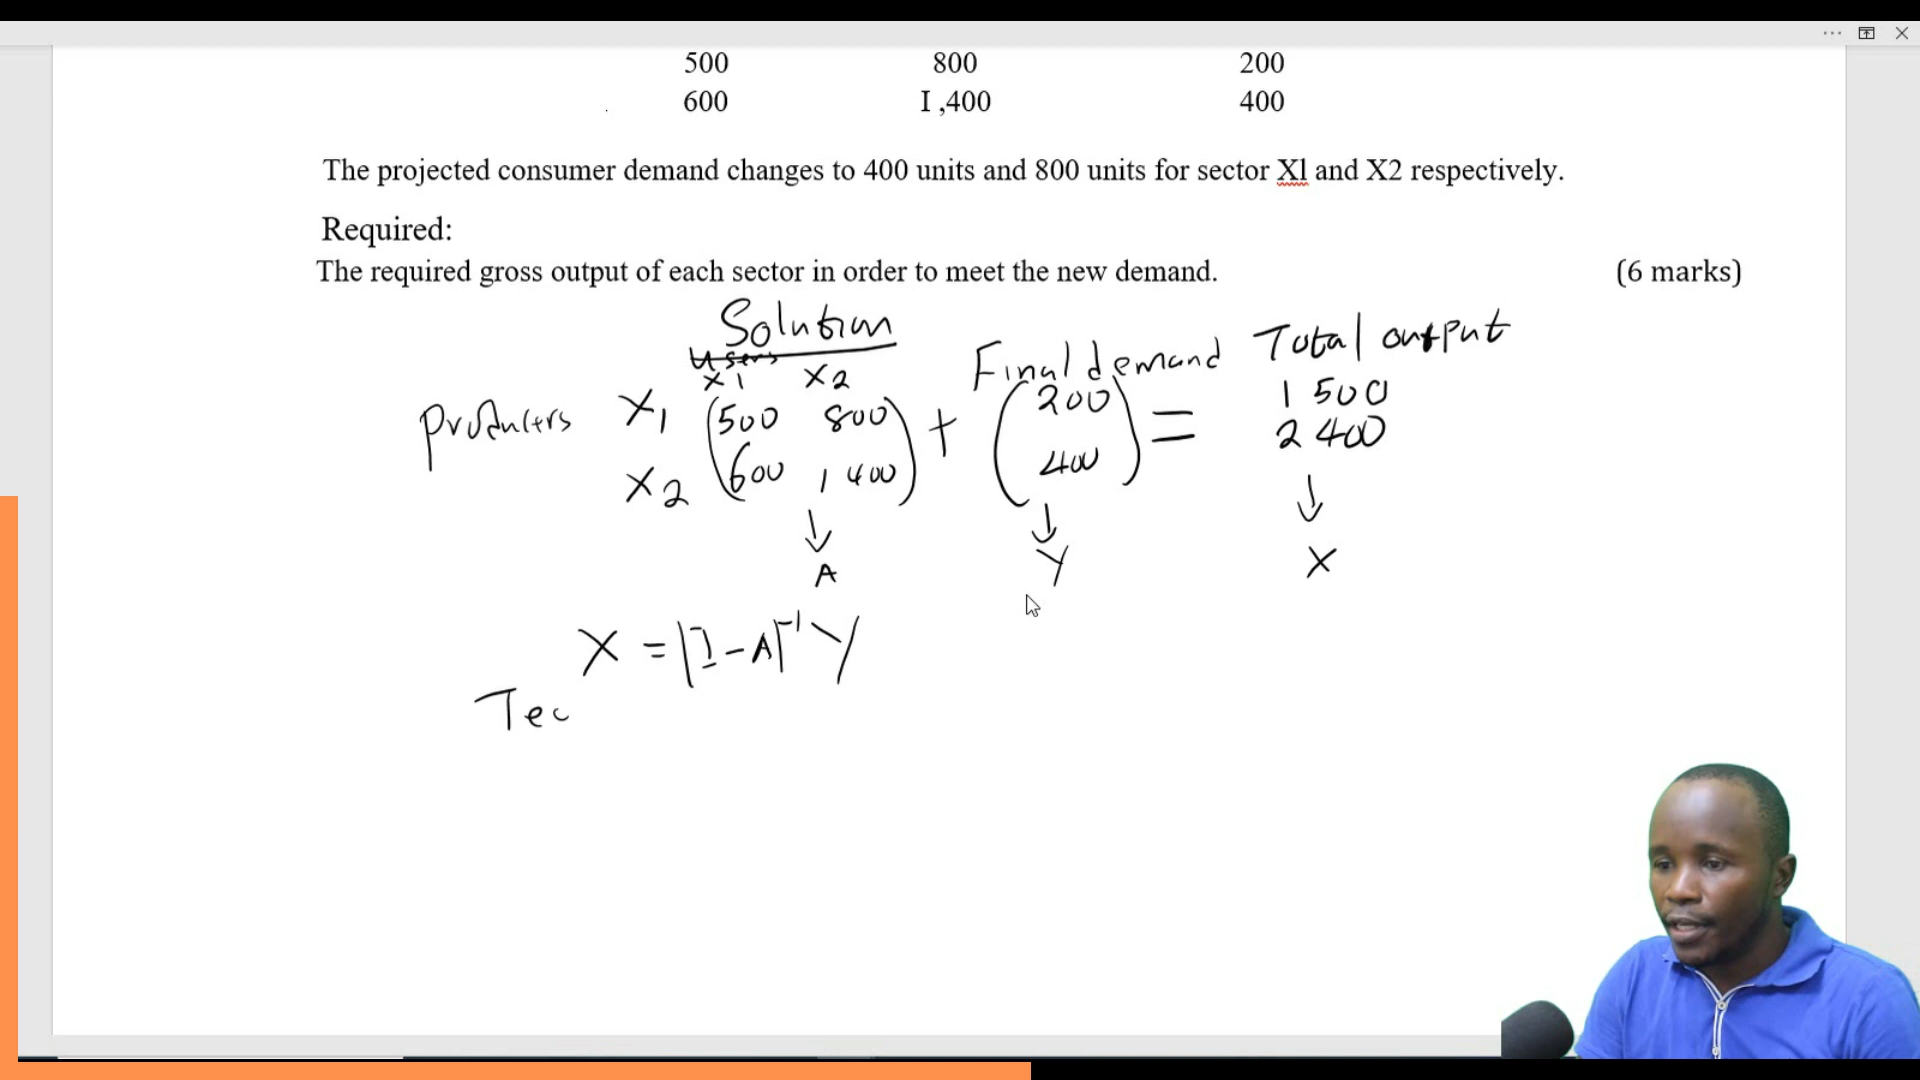 500 800 200
600 I ,400 400
The projected consumer demand changes to 400 units and 800 units for sector Xl and X2 respectively.
Required:
The required gross output of each sector in order to meet the new demand. (6 marks)
Solution
Users
X1 X2 Final demand Total output
Producers X1 (500 800) + (200) = 1 500
X2 (600 1 400) (400) 2 400
↓ ↓ ↓
A Y X
X = |I-A|⁻¹ Y
Tec